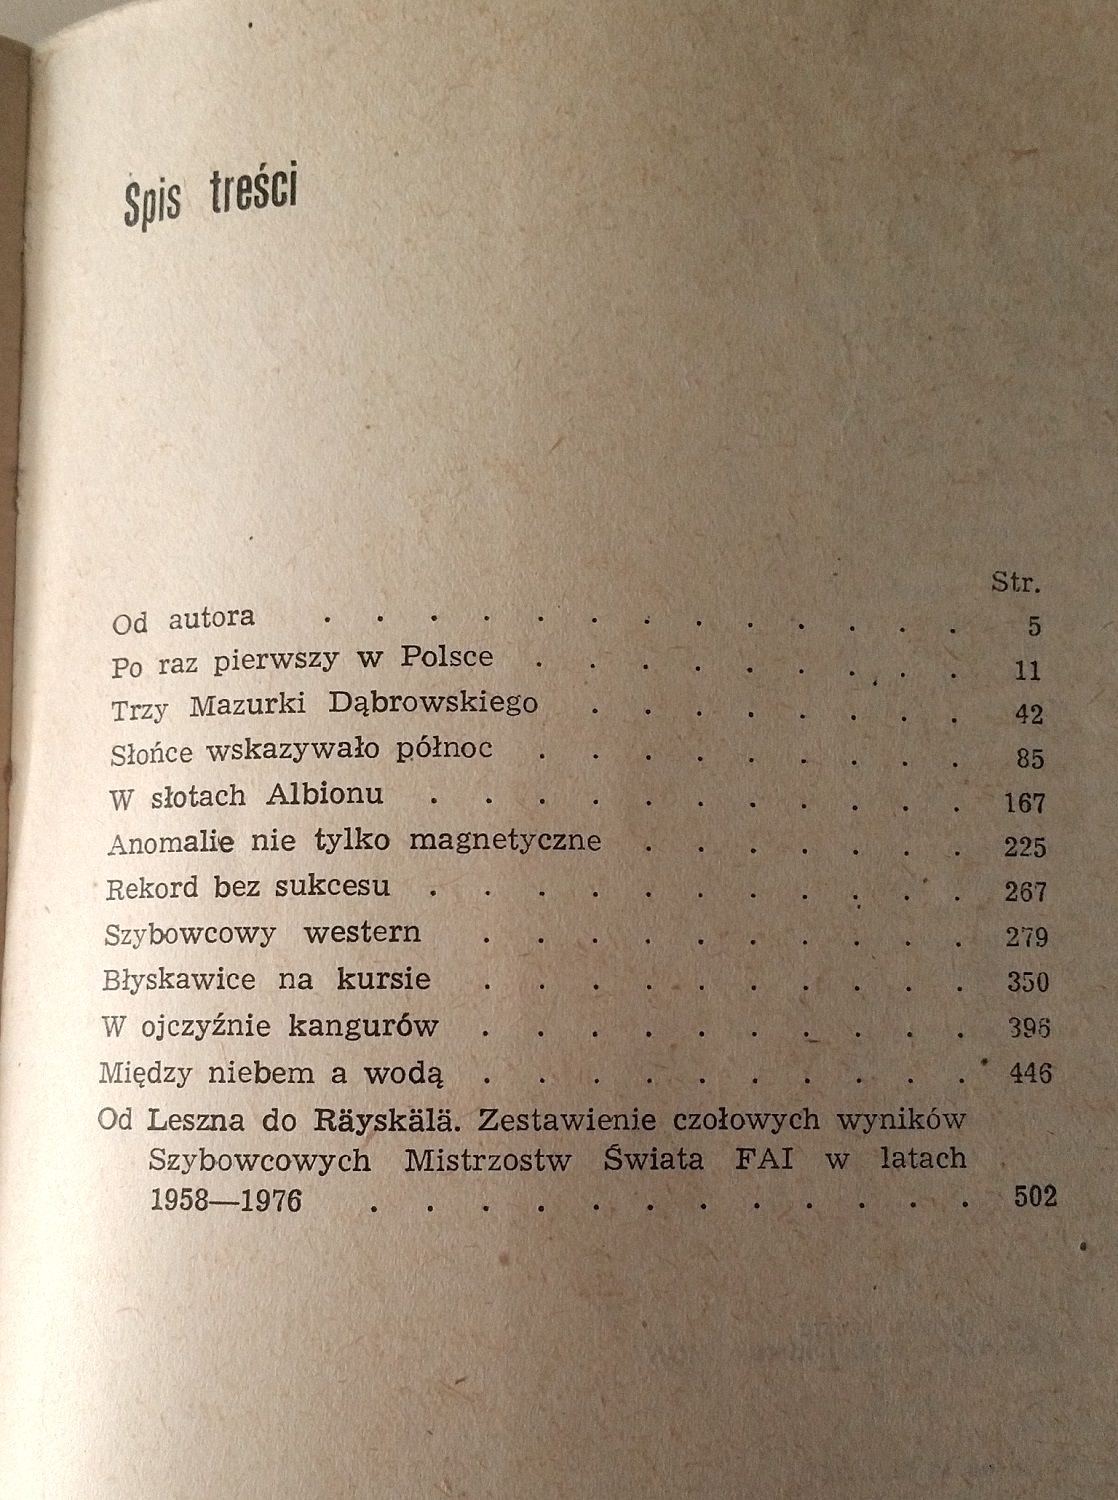 Spis treści
Str.
Od autora . . . . . . . . . . . . . 5
Po raz pierwszy w Polsce . . . . . . . . . 11
Trzy Mazurki Dąbrowskiego . . . . . . . . 42
Słońce wskazywało północ . . . . . . . . . 85
W słotach Albionu . . . . . . . . . . . 167
Anomalie nie tylko magnetyczne . . . . . . . 225
Rekord bez sukcesu . . . . . . . . . . . 267
Szybowcowy western . . . . . . . . . . 279
Błyskawice na kursie . . . . . . . . . . 350
W ojczyźnie kangurów . . . . . . . . . . 396
Między niebem a wodą . . . . . . . . . . 446
Od Leszna do Räyskälä. Zestawienie czołowych wyników
Szybowcowych Mistrzostw Świata FAI w latach
1958—1976 . . . . . . . . . . . . 502